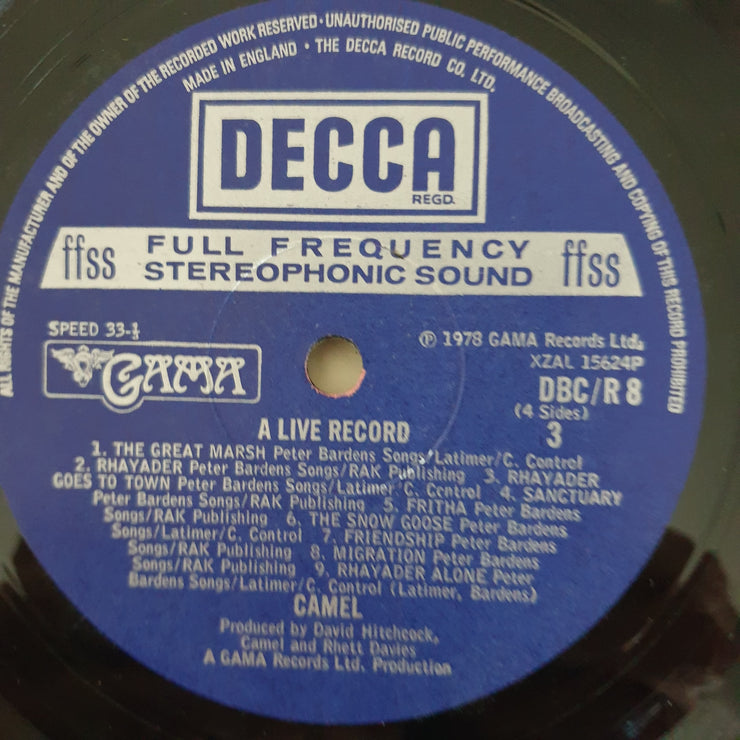 ALL RIGHTS OF THE MANUFACTURER AND OF THE OWNER OF THE RECORDED WORK RESERVED · UNAUTHORISED PUBLIC PERFORMANCE BROADCASTING AND COPYING OF THIS RECORD PROHIBITED
MADE IN ENGLAND · THE DECCA RECORD CO. LTD.
DECCA
REGD.
ffss FULL FREQUENCY ffss
STEREOPHONIC SOUND
SPEED 33-⅓
℗ 1978 GAMA Records Ltd.
XZAL 15624P
GAMA
DBC/R 8
(4 Sides)
3
A LIVE RECORD
1. THE GREAT MARSH Peter Bardens Songs/Latimer/C. Control
2. RHAYADER Peter Bardens Songs/RAK Publishing 3. RHAYADER
GOES TO TOWN Peter Bardens Songs/Latimer/C. Control 4. SANCTUARY
Peter Bardens Songs/RAK Publishing 5. FRITHA Peter Bardens
Songs/RAK Publishing 6. THE SNOW GOOSE Peter Bardens
Songs/Latimer/C. Control 7. FRIENDSHIP Peter Bardens
Songs/RAK Publishing 8. MIGRATION Peter Bardens
Songs/RAK Publishing 9. RHAYADER ALONE Peter
Bardens Songs/Latimer/C. Control (Latimer, Bardens)
CAMEL
Produced by David Hitchcock,
Camel and Rhett Davies
A GAMA Records Ltd. Production